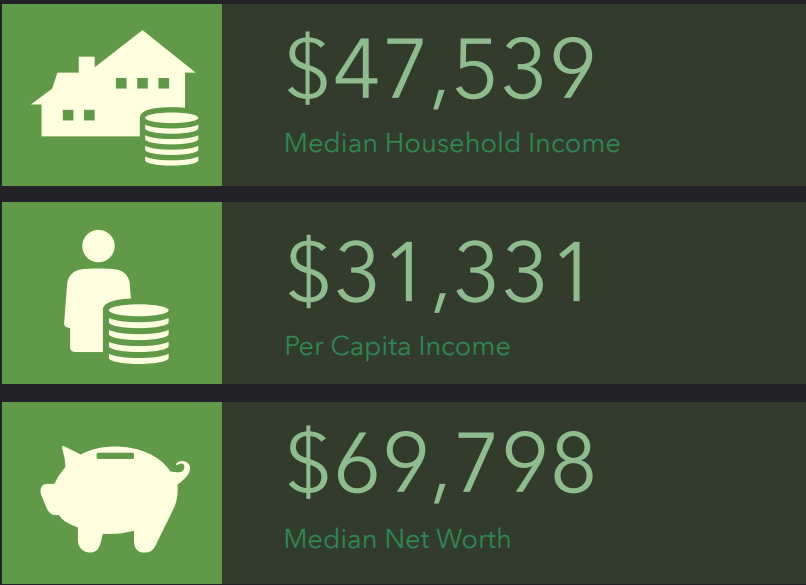 $47,539
Median Household Income
$31,331
Per Capita Income
$69,798
Median Net Worth